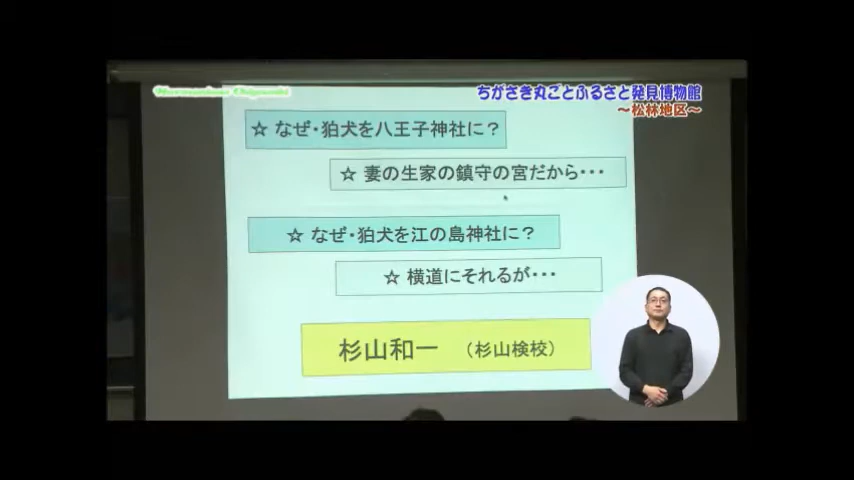 ちがさき丸ごとふるさと発見博物館
～松林地区～
☆ なぜ・狛犬を八王子神社に？
☆ 妻の生家の鎮守の宮だから・・・
☆ なぜ・狛犬を江の島神社に？
☆ 横道にそれるが・・・
杉山和一 （杉山検校）